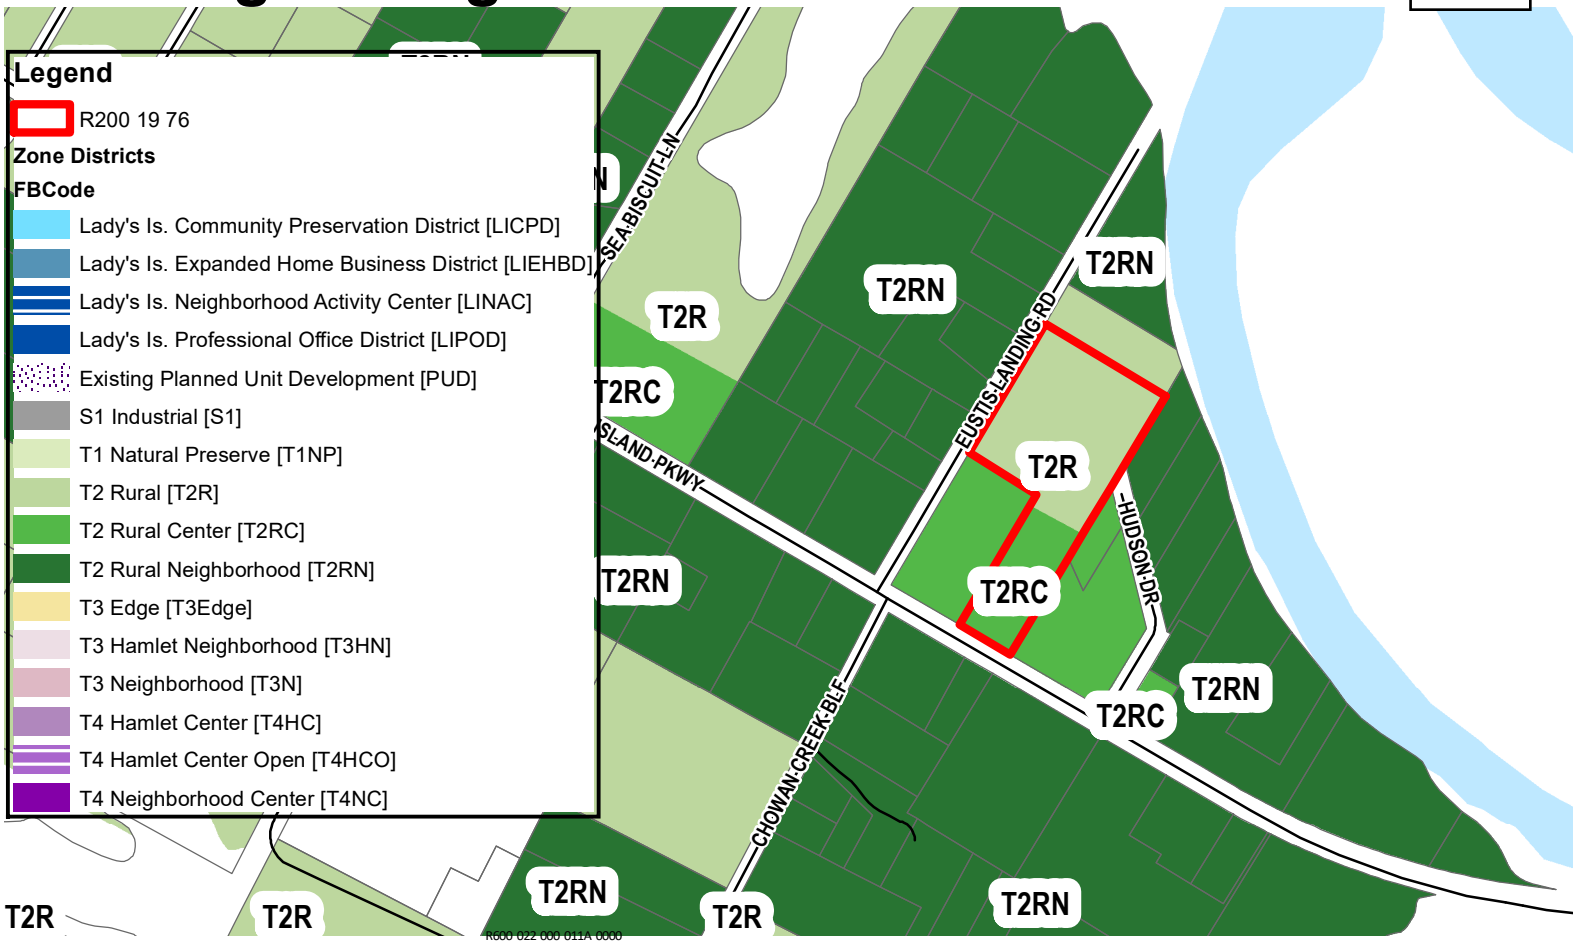 Legend
R200 19 76
Zone Districts
FBCode
Lady's Is. Community Preservation District [LICPD]
Lady's Is. Expanded Home Business District [LIEHBD]
Lady's Is. Neighborhood Activity Center [LINAC]
Lady's Is. Professional Office District [LIPOD]
Existing Planned Unit Development [PUD]
S1 Industrial [S1]
T1 Natural Preserve [T1NP]
T2 Rural [T2R]
T2 Rural Center [T2RC]
T2 Rural Neighborhood [T2RN]
T3 Edge [T3Edge]
T3 Hamlet Neighborhood [T3HN]
T3 Neighborhood [T3N]
T4 Hamlet Center [T4HC]
T4 Hamlet Center Open [T4HCO]
T4 Neighborhood Center [T4NC]
SEA BISCUIT LN
T2RN
T2RN
T2R
EUSTIS LANDING RD
T2RC
ISLAND PKWY
T2R
HUDSON DR
T2RN
T2RC
T2RN
T2RC
CHOWAN CREEK BLF
T2RN
T2RN
T2R
T2R
T2R
R600 022 000 011A 0000